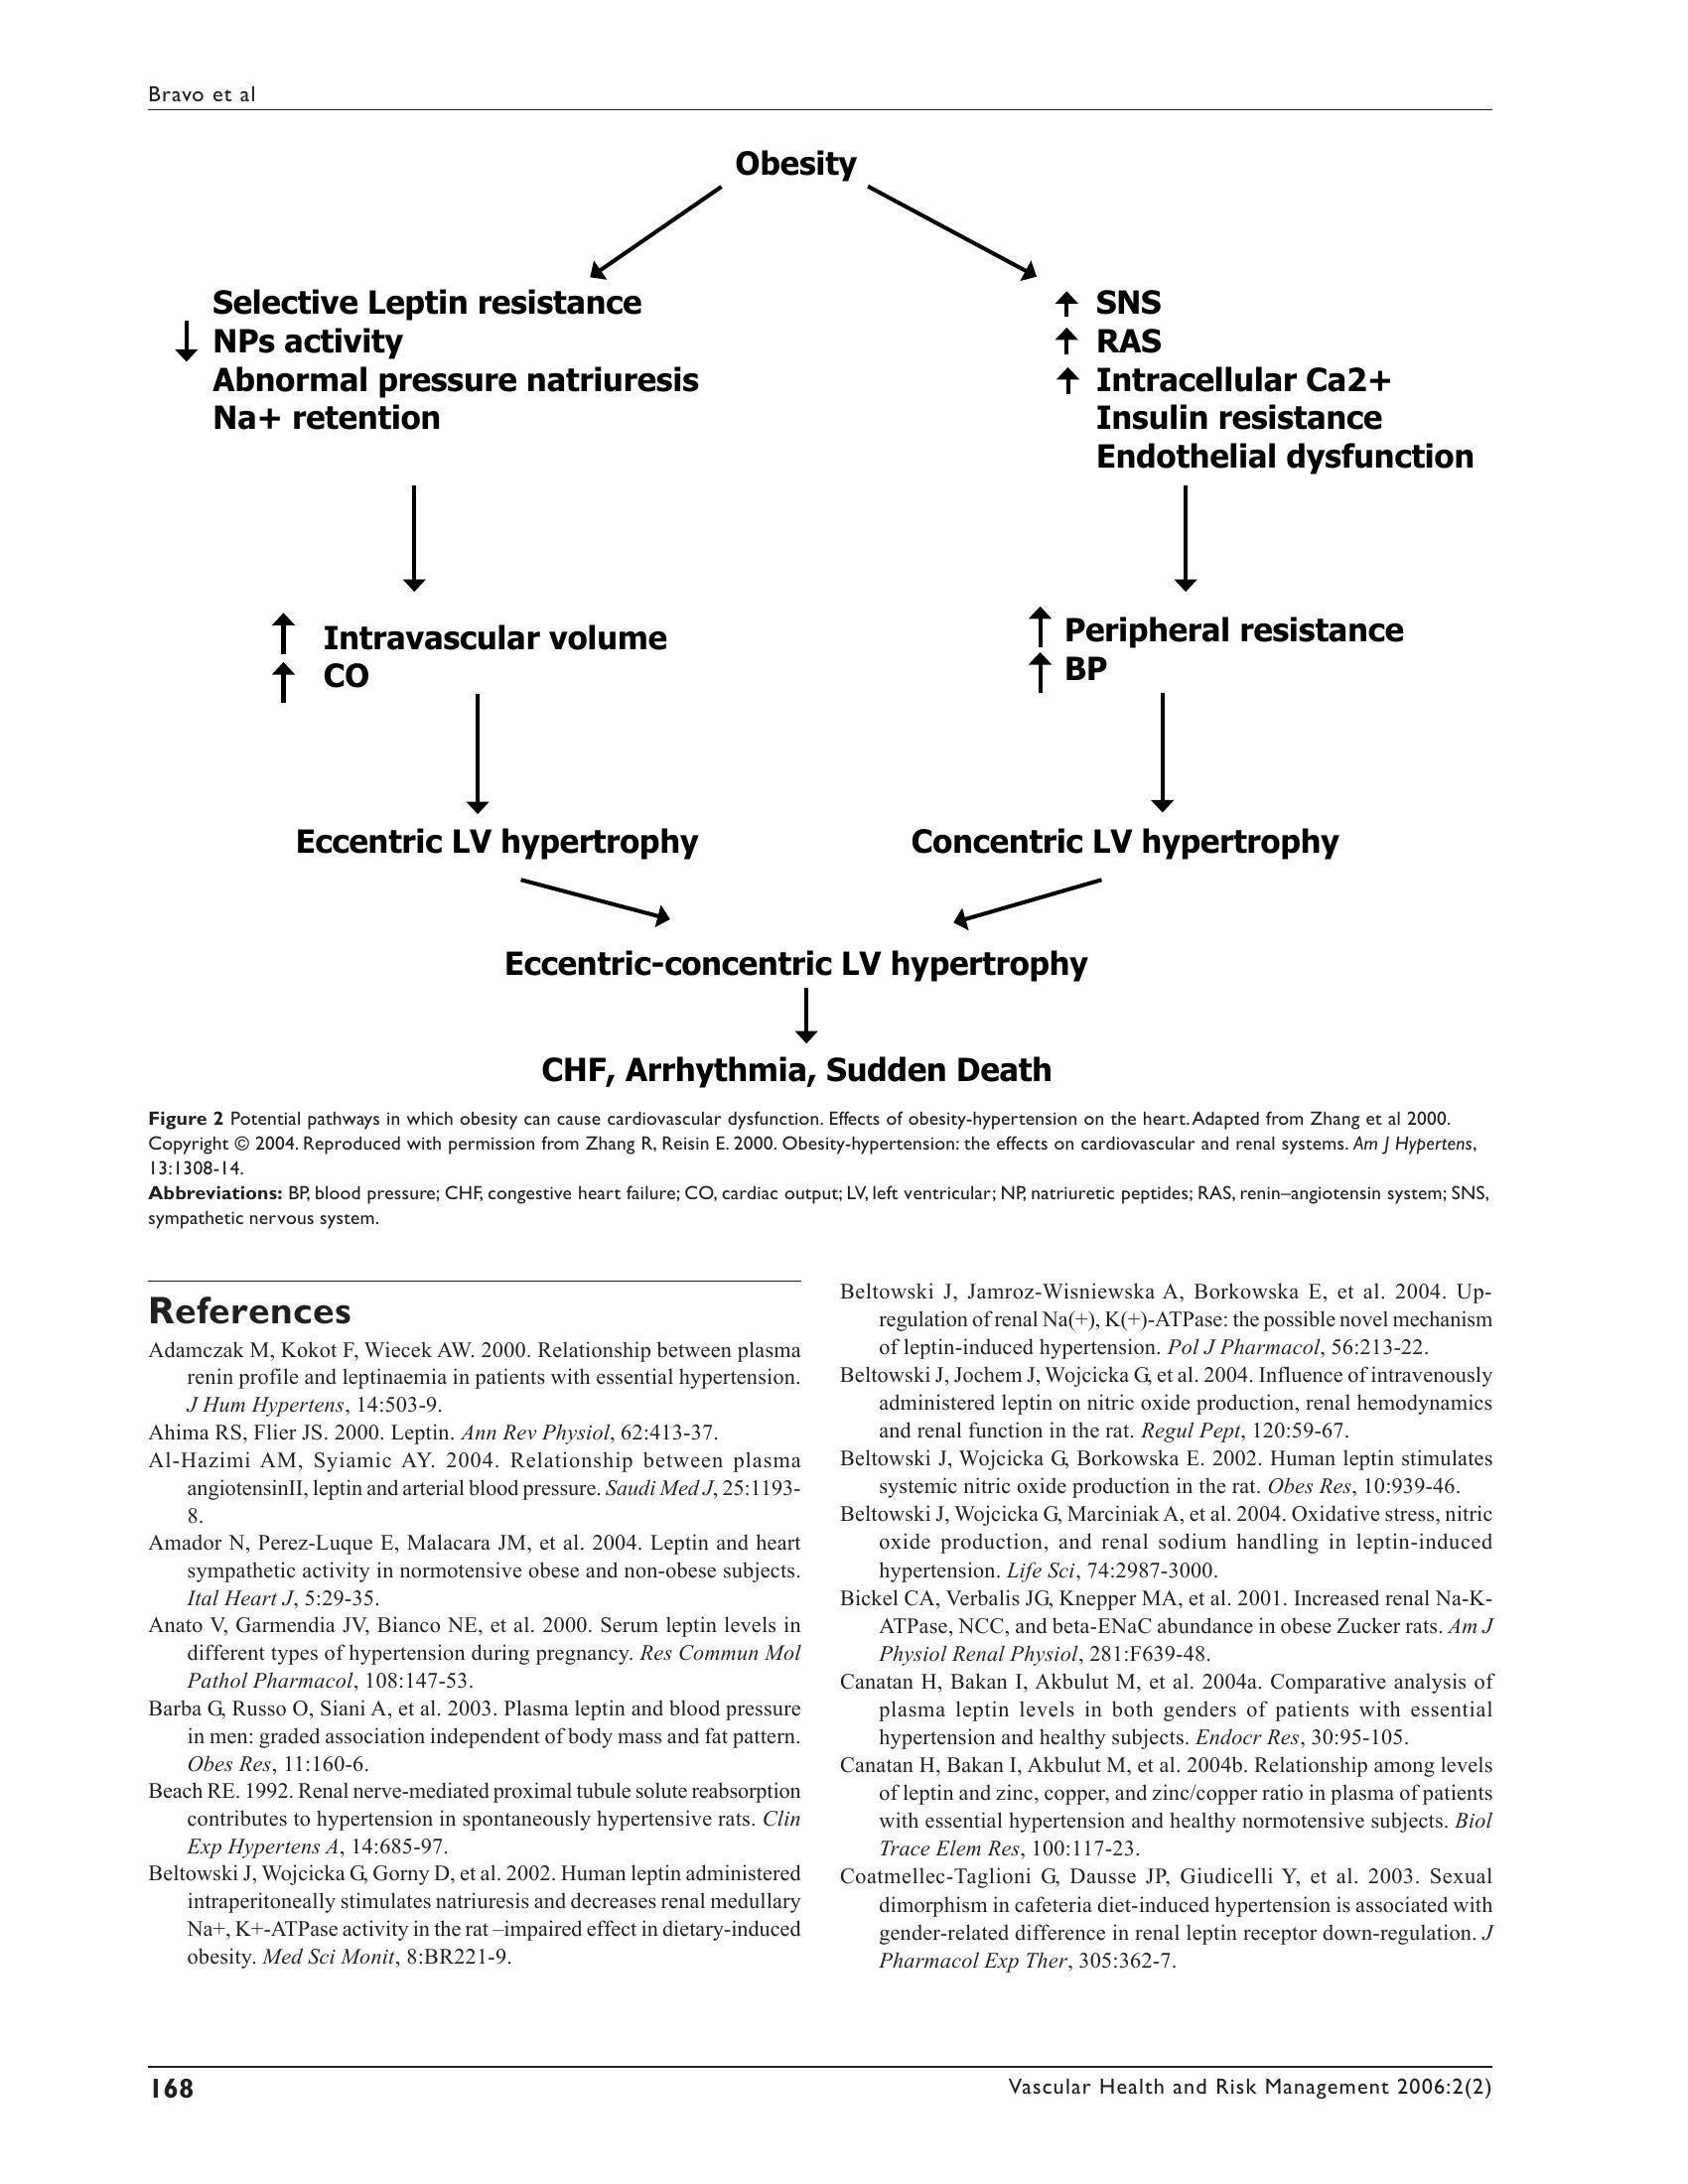 Bravo et al
Obesity
Selective Leptin resistance
↓ NPs activity
Abnormal pressure natriuresis
Na+ retention
↑ SNS
↑ RAS
↑ Intracellular Ca2+
Insulin resistance
Endothelial dysfunction
↑ Intravascular volume
↑ CO
↑ Peripheral resistance
↑ BP
Eccentric LV hypertrophy
Concentric LV hypertrophy
Eccentric-concentric LV hypertrophy
CHF, Arrhythmia, Sudden Death
Figure 2 Potential pathways in which obesity can cause cardiovascular dysfunction. Effects of obesity-hypertension on the heart. Adapted from Zhang et al 2000.
Copyright © 2004. Reproduced with permission from Zhang R, Reisin E. 2000. Obesity-hypertension: the effects on cardiovascular and renal systems. Am J Hypertens,
13:1308-14.
Abbreviations: BP, blood pressure; CHF, congestive heart failure; CO, cardiac output; LV, left ventricular; NP, natriuretic peptides; RAS, renin–angiotensin system; SNS,
sympathetic nervous system.
References
Adamczak M, Kokot F, Wiecek AW. 2000. Relationship between plasma
renin profile and leptinaemia in patients with essential hypertension.
J Hum Hypertens, 14:503-9.
Ahima RS, Flier JS. 2000. Leptin. Ann Rev Physiol, 62:413-37.
Al-Hazimi AM, Syiamic AY. 2004. Relationship between plasma
angiotensinII, leptin and arterial blood pressure. Saudi Med J, 25:1193-
8.
Amador N, Perez-Luque E, Malacara JM, et al. 2004. Leptin and heart
sympathetic activity in normotensive obese and non-obese subjects.
Ital Heart J, 5:29-35.
Anato V, Garmendia JV, Bianco NE, et al. 2000. Serum leptin levels in
different types of hypertension during pregnancy. Res Commun Mol
Pathol Pharmacol, 108:147-53.
Barba G, Russo O, Siani A, et al. 2003. Plasma leptin and blood pressure
in men: graded association independent of body mass and fat pattern.
Obes Res, 11:160-6.
Beach RE. 1992. Renal nerve-mediated proximal tubule solute reabsorption
contributes to hypertension in spontaneously hypertensive rats. Clin
Exp Hypertens A, 14:685-97.
Beltowski J, Wojcicka G, Gorny D, et al. 2002. Human leptin administered
intraperitoneally stimulates natriuresis and decreases renal medullary
Na+, K+-ATPase activity in the rat –impaired effect in dietary-induced
obesity. Med Sci Monit, 8:BR221-9.
Beltowski J, Jamroz-Wisniewska A, Borkowska E, et al. 2004. Up-
regulation of renal Na(+), K(+)-ATPase: the possible novel mechanism
of leptin-induced hypertension. Pol J Pharmacol, 56:213-22.
Beltowski J, Jochem J, Wojcicka G, et al. 2004. Influence of intravenously
administered leptin on nitric oxide production, renal hemodynamics
and renal function in the rat. Regul Pept, 120:59-67.
Beltowski J, Wojcicka G, Borkowska E. 2002. Human leptin stimulates
systemic nitric oxide production in the rat. Obes Res, 10:939-46.
Beltowski J, Wojcicka G, Marciniak A, et al. 2004. Oxidative stress, nitric
oxide production, and renal sodium handling in leptin-induced
hypertension. Life Sci, 74:2987-3000.
Bickel CA, Verbalis JG, Knepper MA, et al. 2001. Increased renal Na-K-
ATPase, NCC, and beta-ENaC abundance in obese Zucker rats. Am J
Physiol Renal Physiol, 281:F639-48.
Canatan H, Bakan I, Akbulut M, et al. 2004a. Comparative analysis of
plasma leptin levels in both genders of patients with essential
hypertension and healthy subjects. Endocr Res, 30:95-105.
Canatan H, Bakan I, Akbulut M, et al. 2004b. Relationship among levels
of leptin and zinc, copper, and zinc/copper ratio in plasma of patients
with essential hypertension and healthy normotensive subjects. Biol
Trace Elem Res, 100:117-23.
Coatmellec-Taglioni G, Dausse JP, Giudicelli Y, et al. 2003. Sexual
dimorphism in cafeteria diet-induced hypertension is associated with
gender-related difference in renal leptin receptor down-regulation. J
Pharmacol Exp Ther, 305:362-7.
168
Vascular Health and Risk Management 2006:2(2)